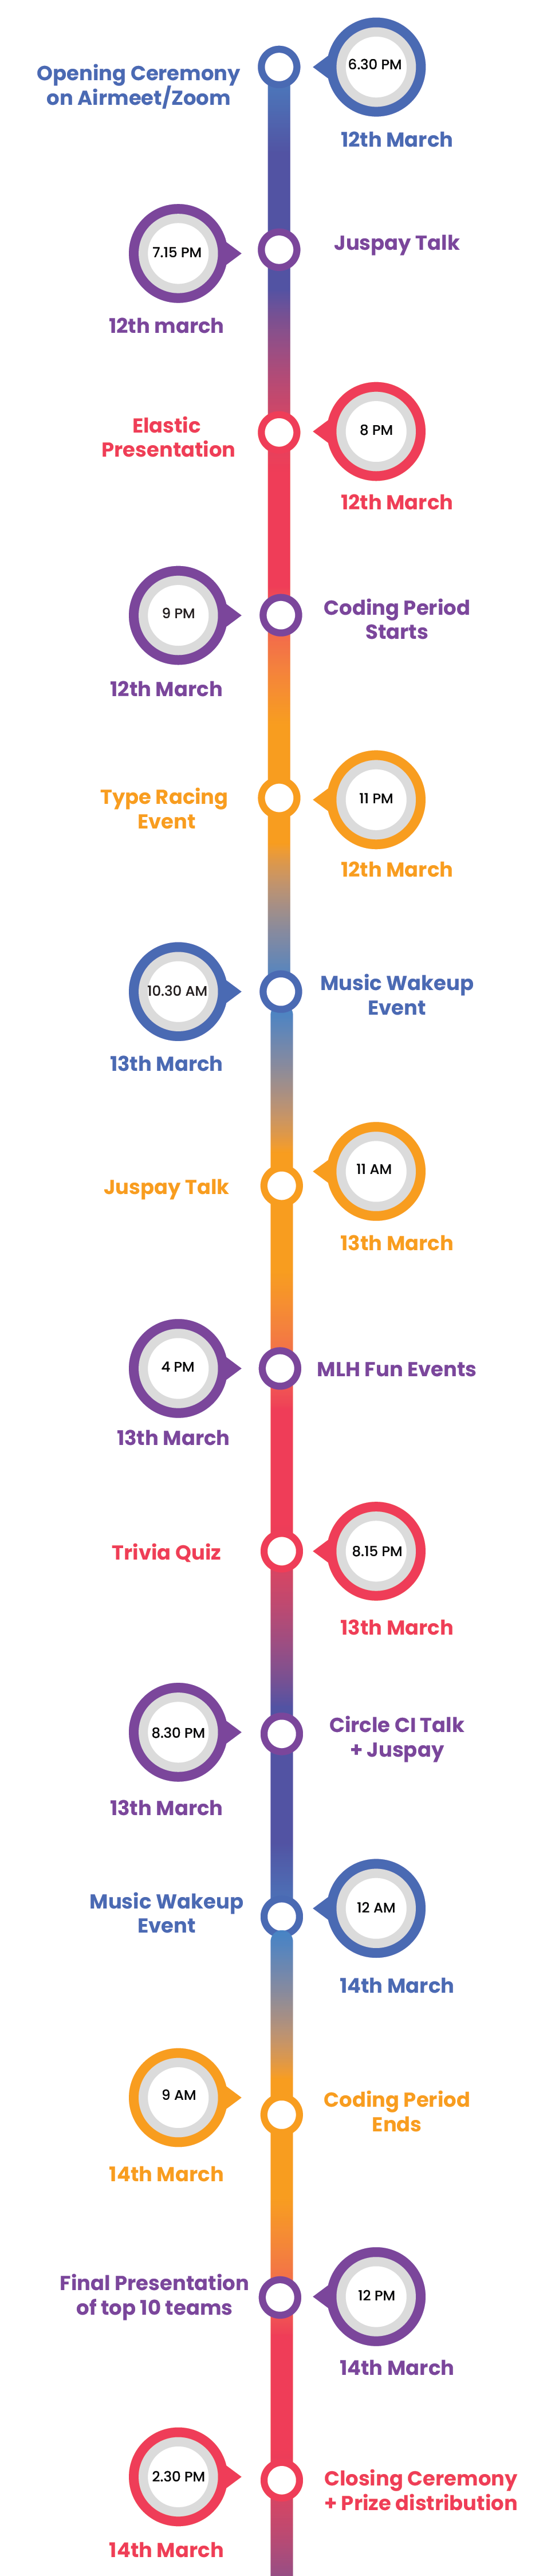 Opening Ceremony
on Airmeet/Zoom
6.30 PM
12th March
7.15 PM
12th march
Juspay Talk
Elastic
Presentation
8 PM
12th March
9 PM
12th March
Coding Period
Starts
Type Racing
Event
11 PM
12th March
10.30 AM
13th March
Music Wakeup
Event
Juspay Talk
11 AM
13th March
4 PM
13th March
MLH Fun Events
Trivia Quiz
8.15 PM
13th March
8.30 PM
13th March
Circle CI Talk
+ Juspay
Music Wakeup
Event
12 AM
14th March
9 AM
14th March
Coding Period
Ends
Final Presentation
of top 10 teams
12 PM
14th March
2.30 PM
14th March
Closing Ceremony
+ Prize distribution